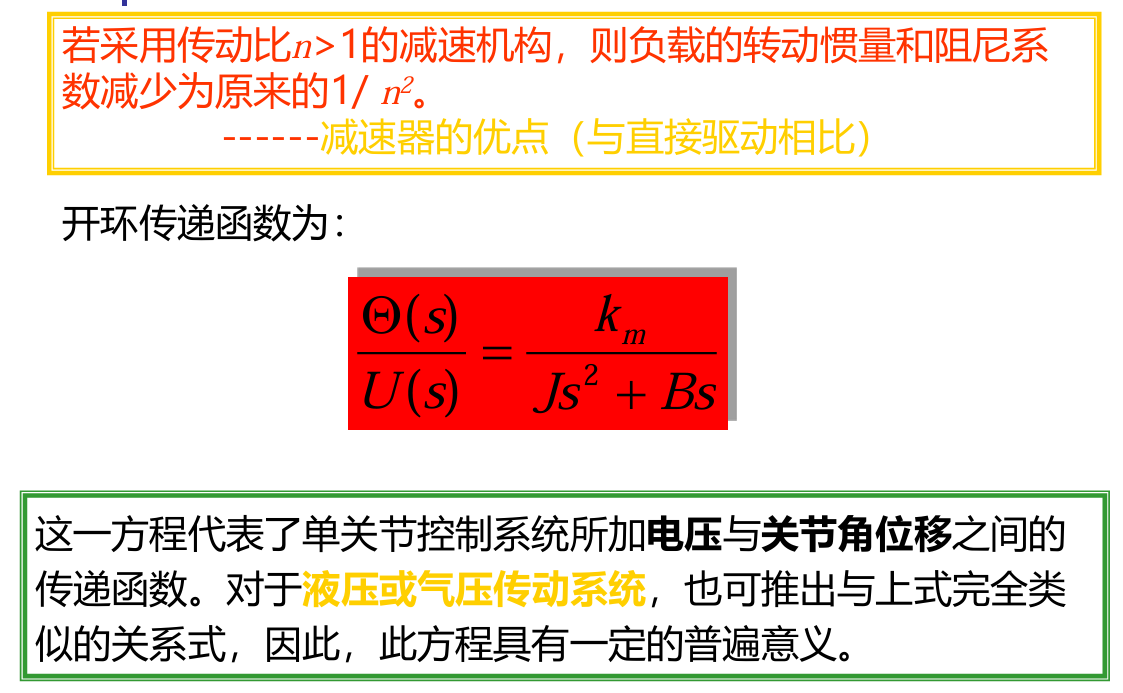 若采用传动比n>1的减速机构，则负载的转动惯量和阻尼系
数减少为原来的1/ n²。
------减速器的优点（与直接驱动相比）
开环传递函数为：
Θ(s)/U(s) = k_m/(Js² + Bs)
这一方程代表了单关节控制系统所加电压与关节角位移之间的
传递函数。对于液压或气压传动系统，也可推出与上式完全类
似的关系式，因此，此方程具有一定的普遍意义。